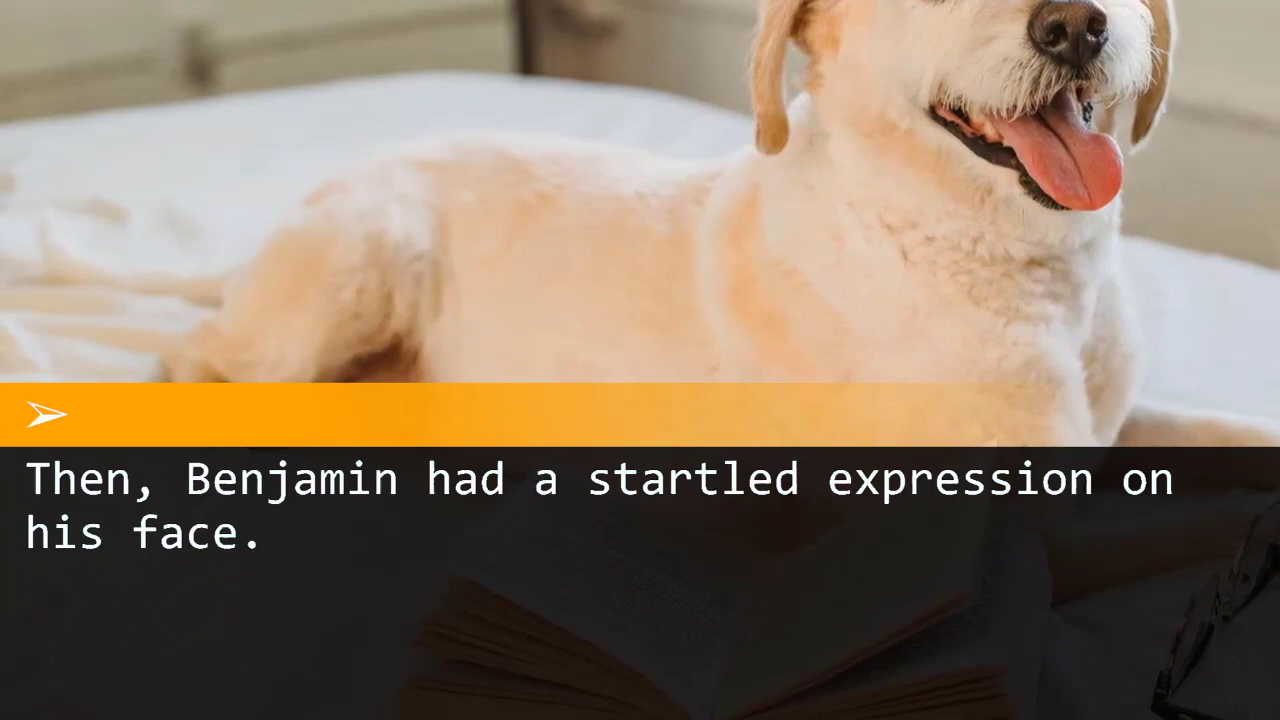 Then, Benjamin had a startled expression on
his face.